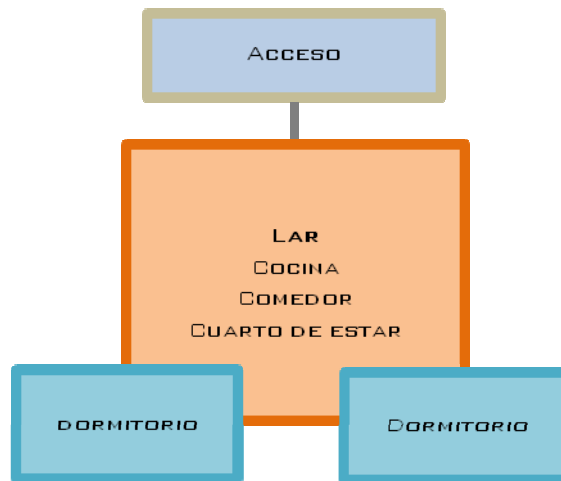 Acceso
Lar
Cocina
Comedor
Cuarto de estar
dormitorio
Dormitorio